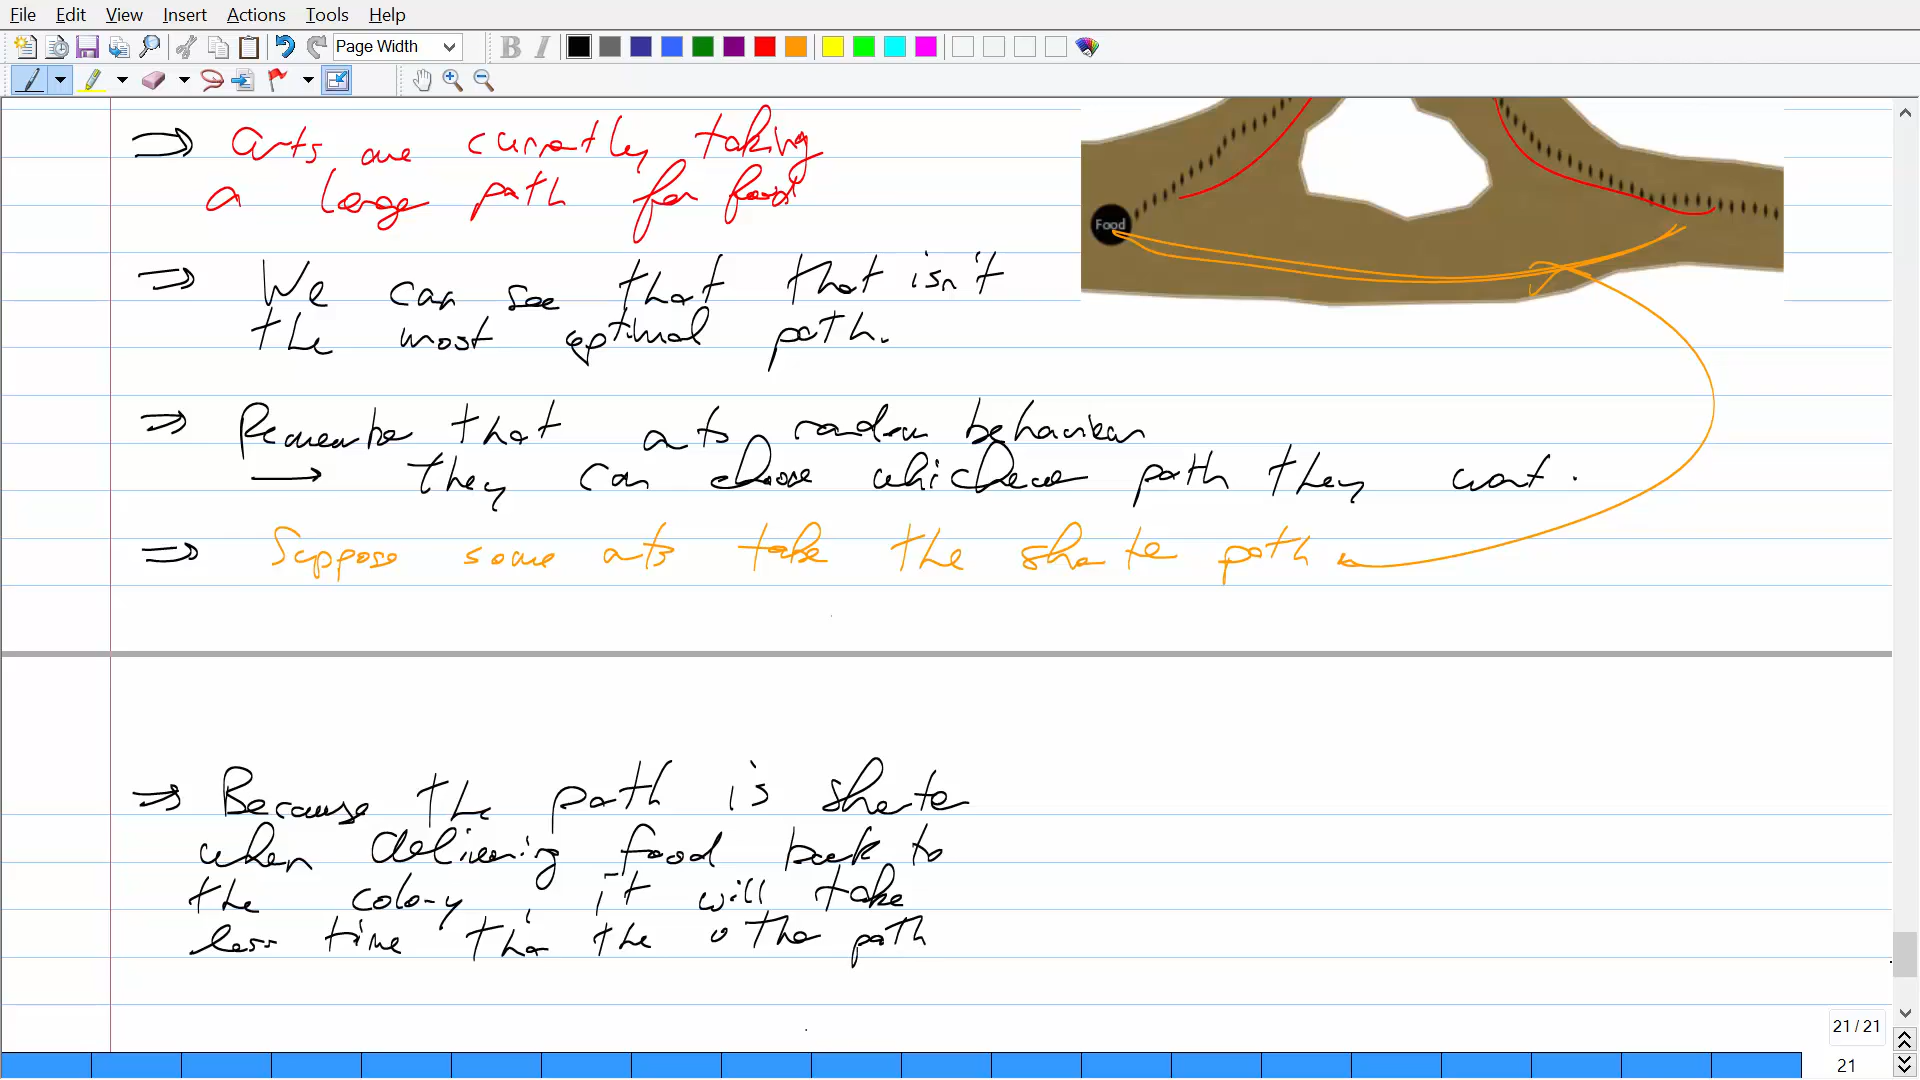 File Edit View Insert Actions Tools Help
Page Width
B I
⇒ ants are currently taking
a large path for food
Food
⇒ We can see that that isn't
the most optimal path.
⇒ Remember that ants random behaviour
→ they can choose whichever path they want.
⇒ Suppose some ants take the shorter path
⇒ Because the path is shorter
when delivering food back to
the colony, it will take
less time than the other path
21 / 21
21